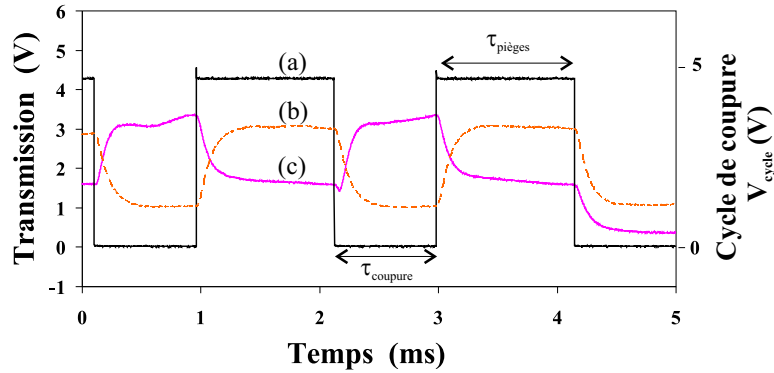 Transmission (V)
6
5
4
3
2
1
0
-1
(a)
(b)
(c)
τpièges
τcoupure
5
0
Cycle de coupure
Vcycle (V)
0 1 2 3 4 5
Temps (ms)